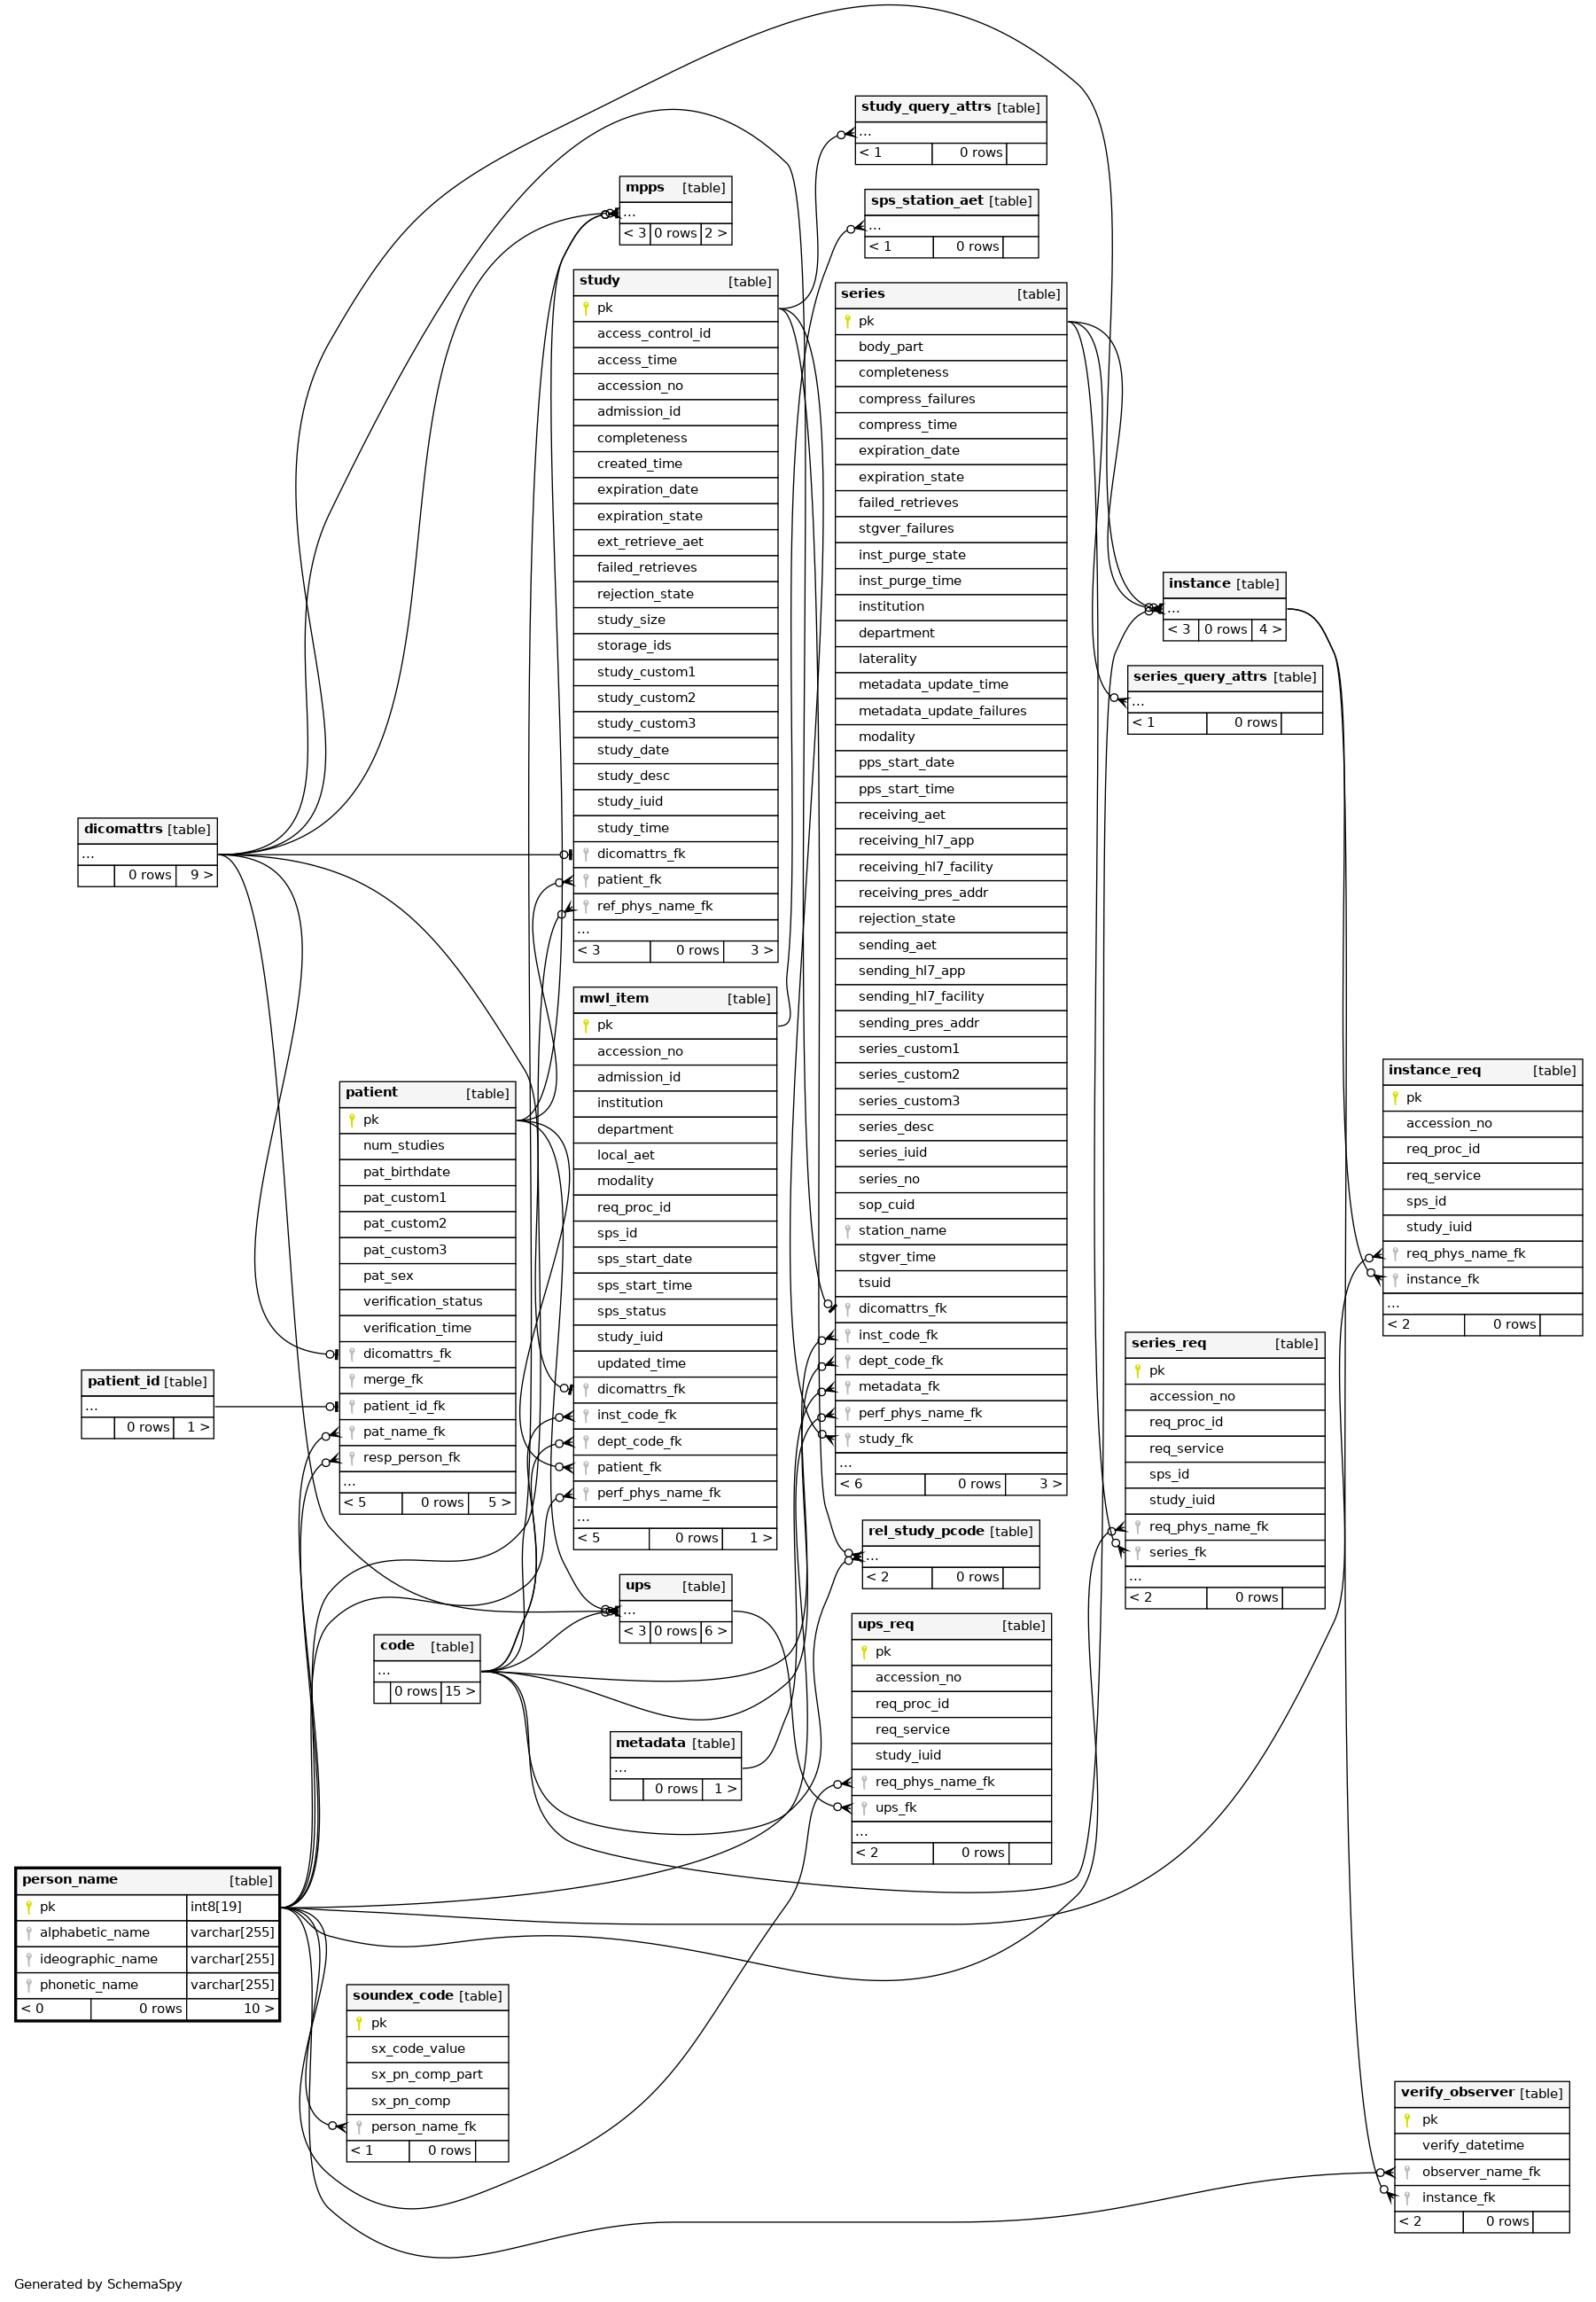 study_query_attrs [table]
...
< 1 0 rows
mpps [table]
...
< 3 0 rows 2 >
sps_station_aet [table]
...
< 1 0 rows
study [table]
pk
access_control_id
access_time
accession_no
admission_id
completeness
created_time
expiration_date
expiration_state
ext_retrieve_aet
failed_retrieves
rejection_state
study_size
storage_ids
study_custom1
study_custom2
study_custom3
study_date
study_desc
study_iuid
study_time
dicomattrs_fk
patient_fk
ref_phys_name_fk
...
< 3 0 rows 3 >
series [table]
pk
body_part
completeness
compress_failures
compress_time
expiration_date
expiration_state
failed_retrieves
stgver_failures
inst_purge_state
inst_purge_time
institution
department
laterality
metadata_update_time
metadata_update_failures
modality
pps_start_date
pps_start_time
receiving_aet
receiving_hl7_app
receiving_hl7_facility
receiving_pres_addr
rejection_state
sending_aet
sending_hl7_app
sending_hl7_facility
sending_pres_addr
series_custom1
series_custom2
series_custom3
series_desc
series_iuid
series_no
sop_cuid
station_name
stgver_time
tsuid
dicomattrs_fk
inst_code_fk
dept_code_fk
metadata_fk
perf_phys_name_fk
study_fk
...
< 6 0 rows 3 >
instance [table]
...
< 3 0 rows 4 >
series_query_attrs [table]
...
< 1 0 rows
dicomattrs [table]
...
0 rows 9 >
mwl_item [table]
pk
accession_no
admission_id
institution
department
local_aet
modality
req_proc_id
sps_id
sps_start_date
sps_start_time
sps_status
study_iuid
updated_time
dicomattrs_fk
inst_code_fk
dept_code_fk
patient_fk
perf_phys_name_fk
...
< 5 0 rows 1 >
patient [table]
pk
num_studies
pat_birthdate
pat_custom1
pat_custom2
pat_custom3
pat_sex
verification_status
verification_time
dicomattrs_fk
merge_fk
patient_id_fk
pat_name_fk
resp_person_fk
...
< 5 0 rows 5 >
instance_req [table]
pk
accession_no
req_proc_id
req_service
sps_id
study_iuid
req_phys_name_fk
instance_fk
...
< 2 0 rows
series_req [table]
pk
accession_no
req_proc_id
req_service
sps_id
study_iuid
req_phys_name_fk
series_fk
...
< 2 0 rows
patient_id [table]
...
0 rows 1 >
rel_study_pcode [table]
...
< 2 0 rows
ups [table]
...
< 3 0 rows 6 >
code [table]
...
0 rows 15 >
ups_req [table]
pk
accession_no
req_proc_id
req_service
study_iuid
req_phys_name_fk
ups_fk
...
< 2 0 rows
metadata [table]
...
0 rows 1 >
person_name [table]
pk int8[19]
alphabetic_name varchar[255]
ideographic_name varchar[255]
phonetic_name varchar[255]
< 0 0 rows 10 >
soundex_code [table]
pk
sx_code_value
sx_pn_comp_part
sx_pn_comp
person_name_fk
< 1 0 rows
verify_observer [table]
pk
verify_datetime
observer_name_fk
instance_fk
< 2 0 rows
Generated by SchemaSpy